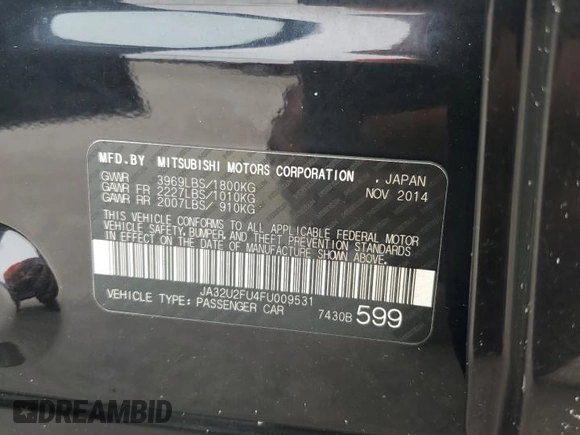 MFD.BY MITSUBISHI MOTORS CORPORATION . JAPAN
GVWR 3969LBS/1800KG NOV 2014
GAWR FR 2227LBS/1010KG
GAWR RR 2007LBS/ 910KG
THIS VEHICLE CONFORMS TO ALL APPLICABLE FEDERAL MOTOR
VEHICLE SAFETY, BUMPER, AND THEFT PREVENTION STANDARDS
IN EFFECT ON THE DATE OF MANUFACTURE SHOWN ABOVE.
JA32U2FU4FU009531
VEHICLE TYPE: PASSENGER CAR 7430B 599
DREAMBID